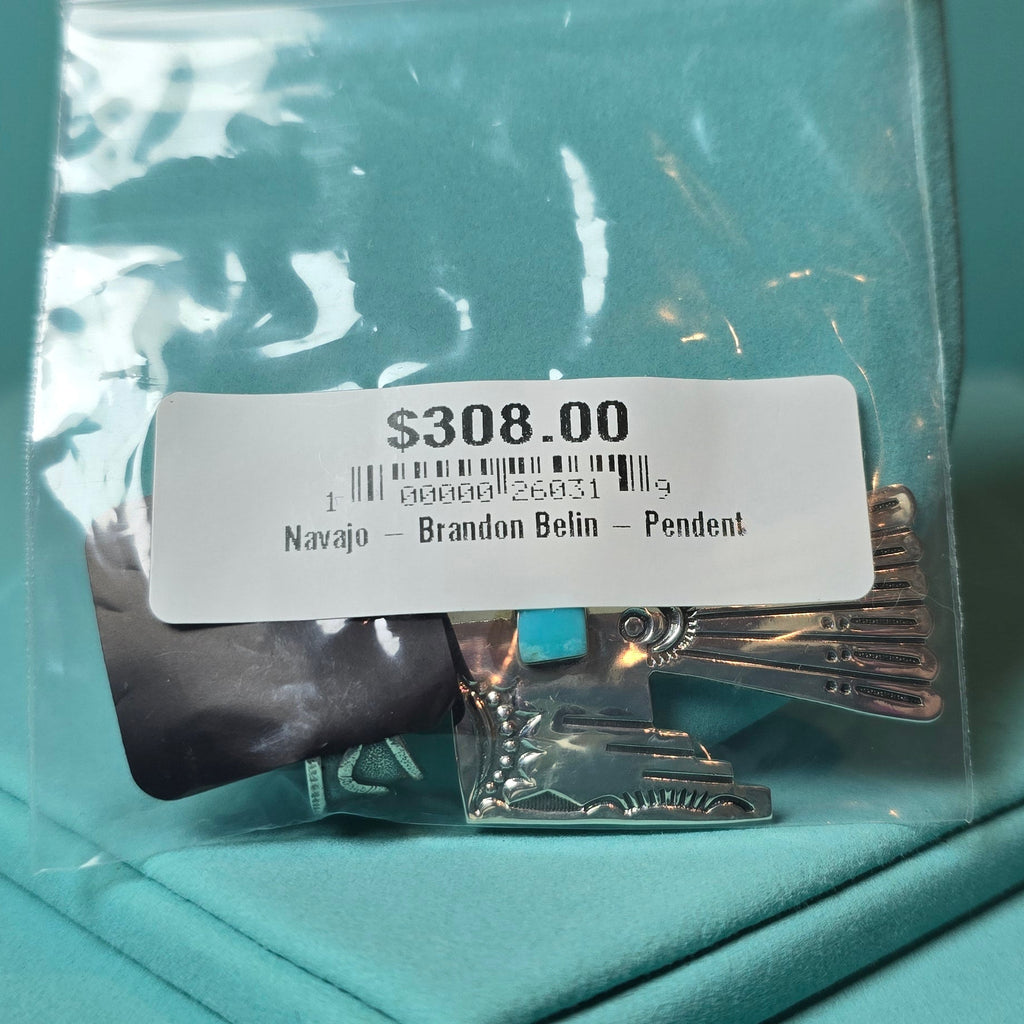 $308.00
1 00000 26031 9
Navajo – Brandon Belin – Pendent